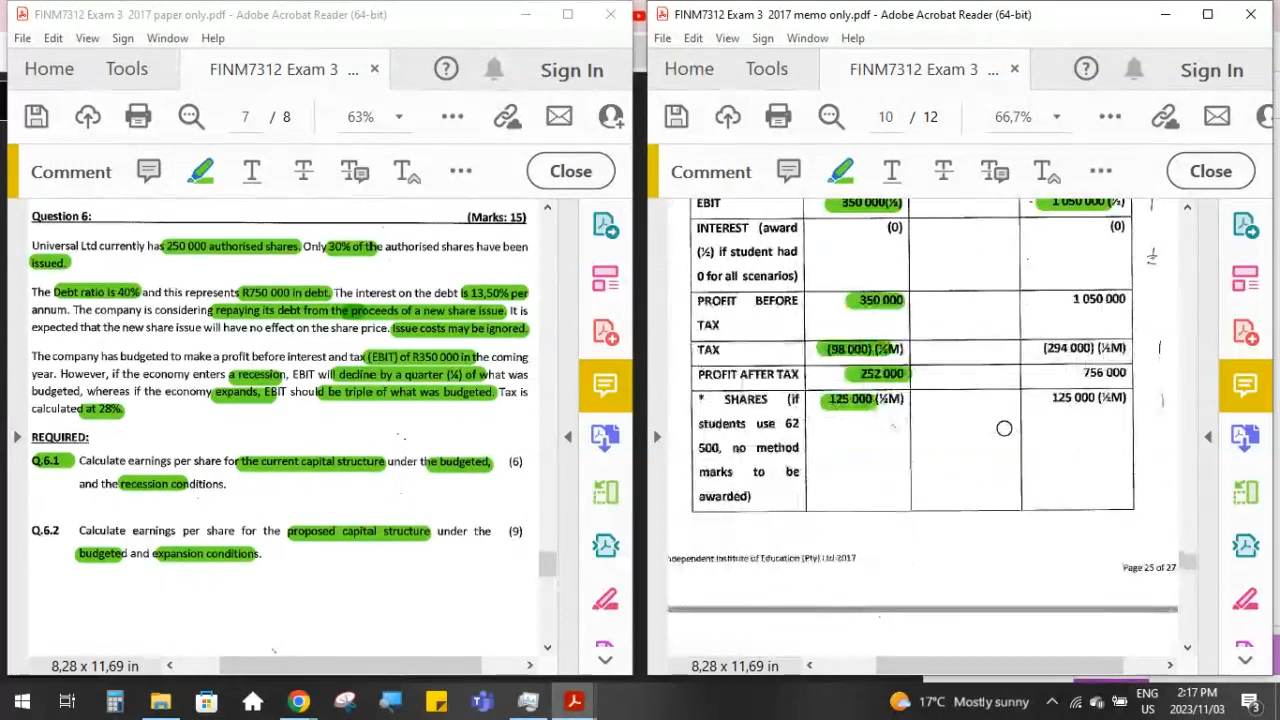 FINM7312 Exam 3  2017 paper only.pdf - Adobe Acrobat Reader (64-bit)
File Edit View Sign Window Help
Home Tools FINM7312 Exam 3 ... Sign In
7 / 8 63%
Comment Close
Question 6: (Marks: 15)
Universal Ltd currently has 250 000 authorised shares. Only 30% of the authorised shares have been
issued.
The Debt ratio is 40% and this represents R750 000 in debt. The interest on the debt is 13,50% per
annum. The company is considering repaying its debt from the proceeds of a new share issue. It is
expected that the new share issue will have no effect on the share price. Issue costs may be ignored.
The company has budgeted to make a profit before interest and tax (EBIT) of R350 000 in the coming
year. However, if the economy enters a recession, EBIT will decline by a quarter (¼) of what was
budgeted, whereas if the economy expands, EBIT should be triple of what was budgeted. Tax is
calculated at 28%.
REQUIRED:
Q.6.1 Calculate earnings per share for the current capital structure under the budgeted, (6)
and the recession conditions.
Q.6.2 Calculate earnings per share for the proposed capital structure under the (9)
budgeted and expansion conditions.
8,28 x 11,69 in
FINM7312 Exam 3  2017 memo only.pdf - Adobe Acrobat Reader (64-bit)
File Edit View Sign Window Help
Home Tools FINM7312 Exam 3 ... Sign In
10 / 12 66,7%
Comment Close
EBIT 350 000(½) 1 050 000 (½)
INTEREST (award (0) (0)
(½) if student had
0 for all scenarios)
PROFIT BEFORE 350 000 1 050 000
TAX
TAX (98 000) (½M) (294 000) (½M)
PROFIT AFTER TAX 252 000 756 000
* SHARES (if 125 000 (½M) 125 000 (½M)
students use 62
500, no method
marks to be
awarded)
ndependent Institute of Education (Pty) Ltd 2017
Page 25 of 27
8,28 x 11,69 in
17°C Mostly sunny
ENG
US
2:17 PM
2023/11/03
3